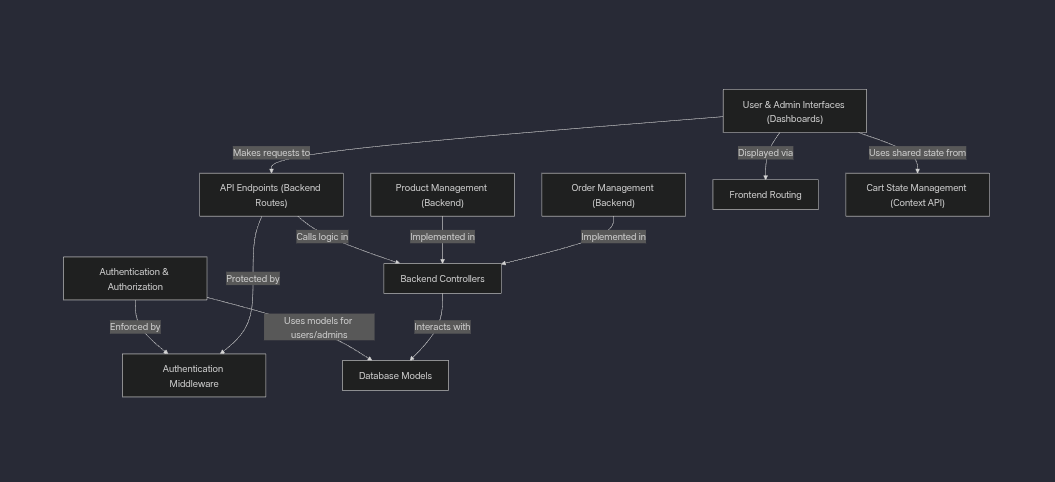 User & Admin Interfaces
(Dashboards)
Makes requests to
Displayed via
Uses shared state from
API Endpoints (Backend
Routes)
Product Management
(Backend)
Order Management
(Backend)
Frontend Routing
Cart State Management
(Context API)
Calls logic in
Implemented in
Implemented in
Authentication &
Authorization
Protected by
Backend Controllers
Enforced by
Uses models for
users/admins
Interacts with
Authentication
Middleware
Database Models